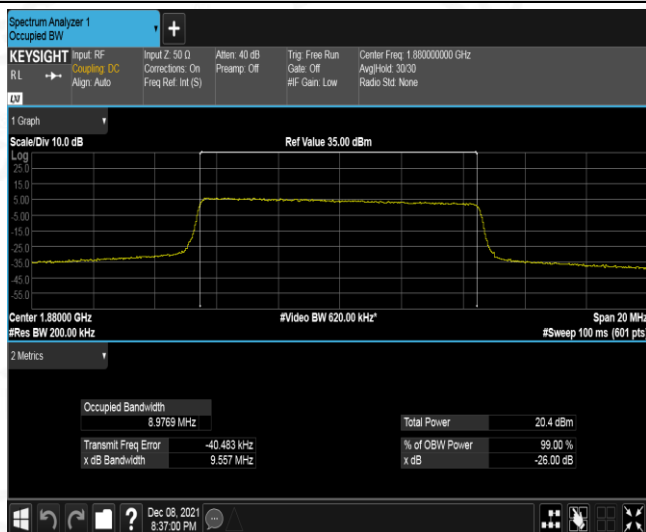 Spectrum Analyzer 1
Occupied BW
+
KEYSIGHT Input: RF Input Z: 50 Ω Atten: 40 dB Trig: Free Run Center Freq: 1.880000000 GHz
RL Coupling: DC Corrections: On Preamp: Off Gate: Off Avg|Hold: 30/30
Align: Auto Freq Ref: Int (S) #IF Gain: Low Radio Std: None
LXI
1 Graph
Scale/Div 10.0 dB Ref Value 35.00 dBm
Log
25.0
15.0
5.00
-5.00
-15.0
-25.0
-35.0
-45.0
-55.0
Center 1.88000 GHz #Video BW 620.00 kHz* Span 20 MHz
#Res BW 200.00 kHz #Sweep 100 ms (601 pts)
2 Metrics
Occupied Bandwidth
8.9769 MHz Total Power 20.4 dBm
Transmit Freq Error -40.483 kHz % of OBW Power 99.00 %
x dB Bandwidth 9.557 MHz x dB -26.00 dB
? Dec 08, 2021
8:37:00 PM